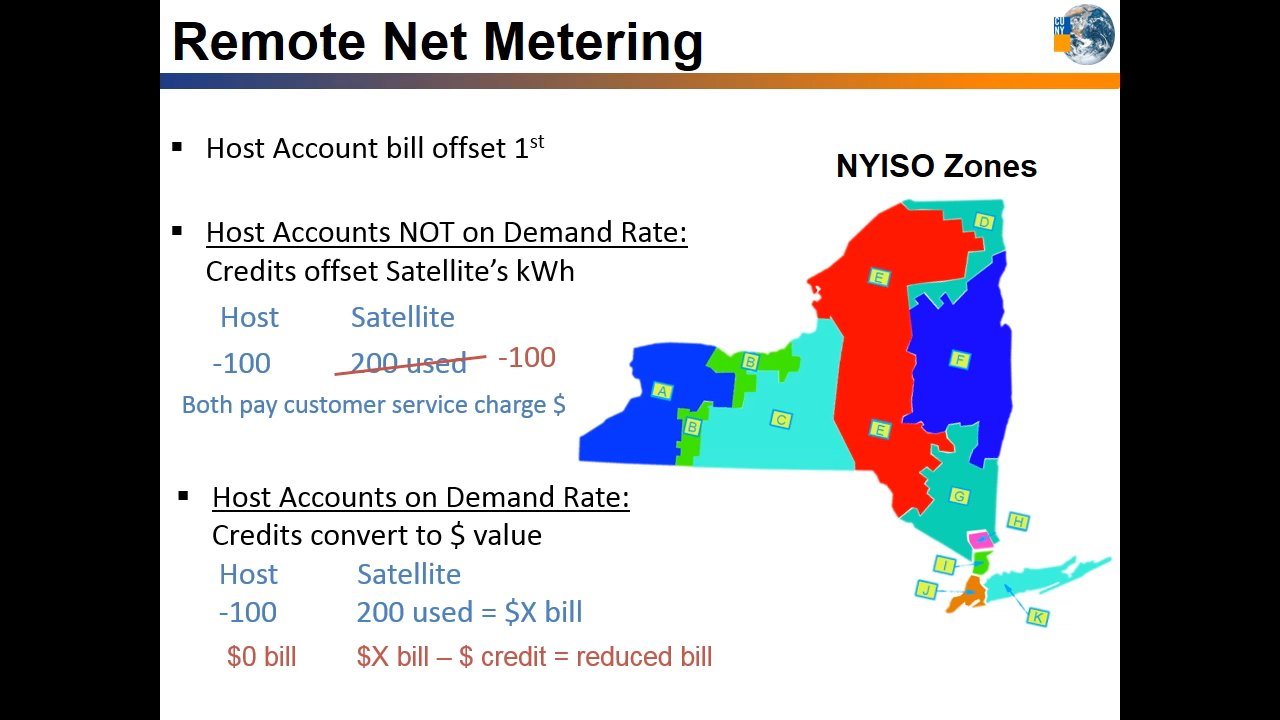 Remote Net Metering
CU
NY
▪ Host Account bill offset 1st
NYISO Zones
▪ Host Accounts NOT on Demand Rate:
Credits offset Satellite’s kWh
Host Satellite
-100 200 used -100
Both pay customer service charge $
▪ Host Accounts on Demand Rate:
Credits convert to $ value
Host Satellite
-100 200 used = $X bill
$0 bill $X bill – $ credit = reduced bill
D
E
F
B
A
C
B
E
G
H
I
J
K